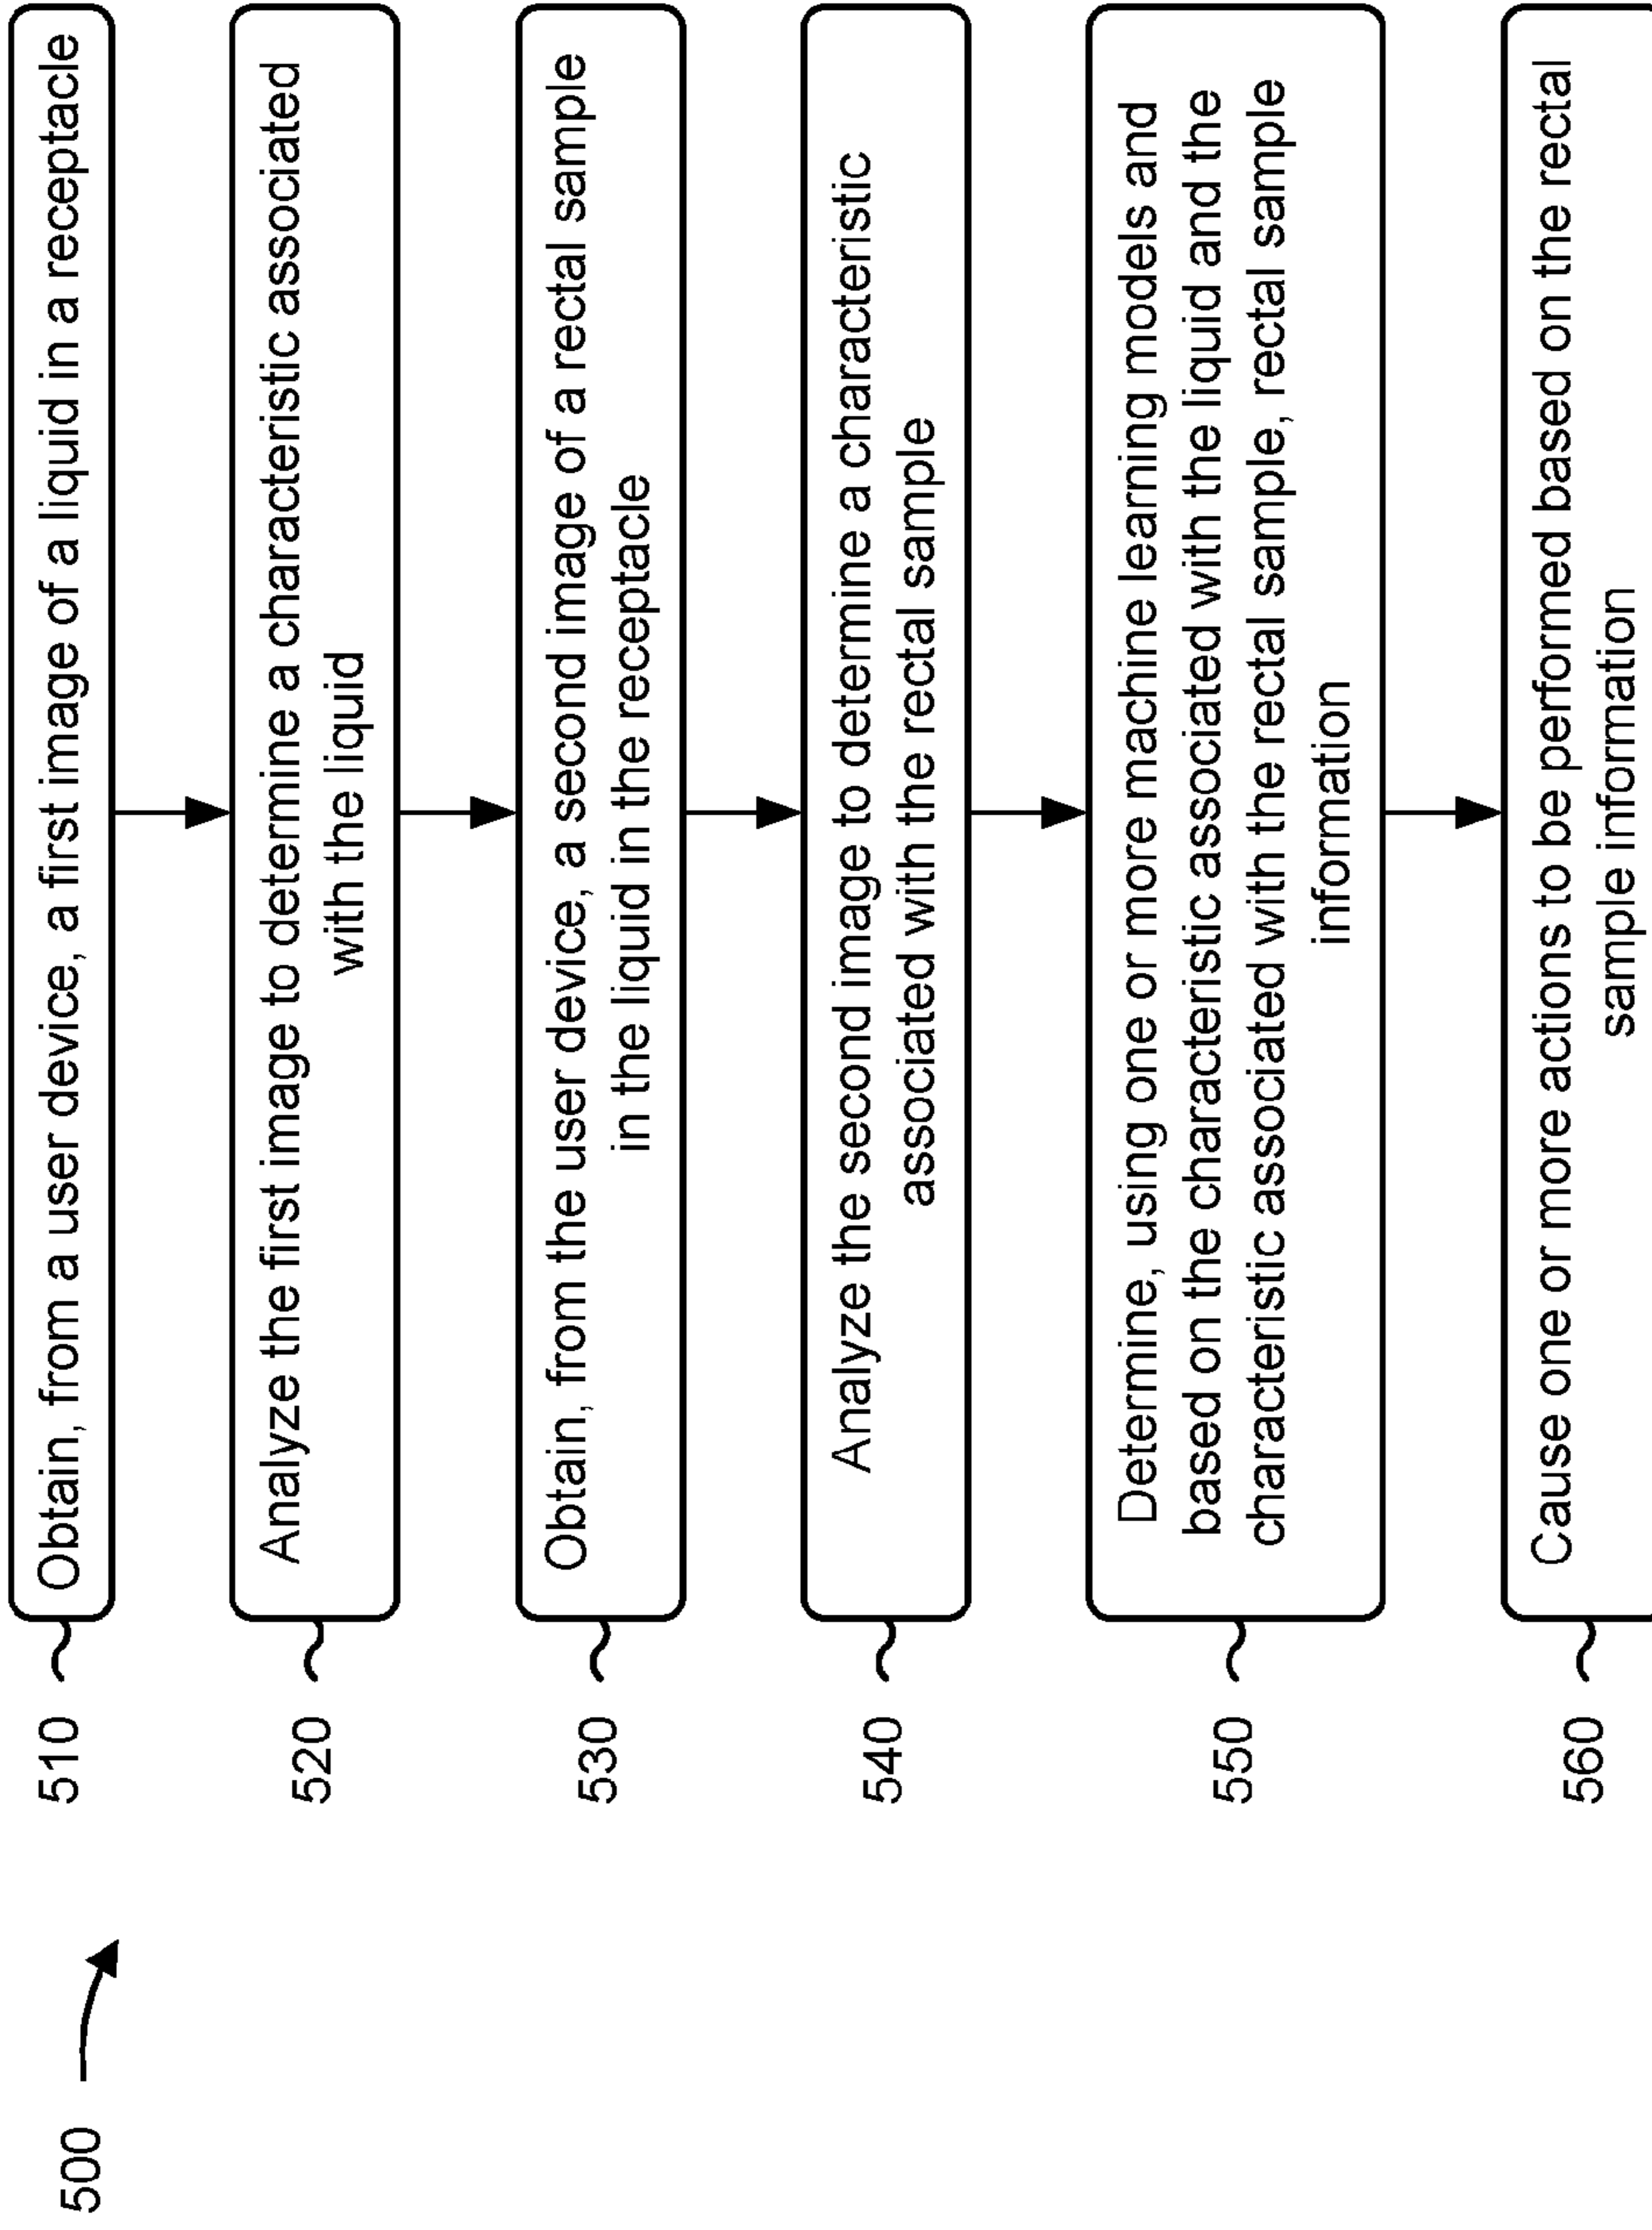 500
510
Obtain, from a user device, a first image of a liquid in a receptacle
520
Analyze the first image to determine a characteristic associated
with the liquid
530
Obtain, from the user device, a second image of a rectal sample
in the liquid in the receptacle
540
Analyze the second image to determine a characteristic
associated with the rectal sample
550
Determine, using one or more machine learning models and
based on the characteristic associated with the liquid and the
characteristic associated with the rectal sample, rectal sample
information
560
Cause one or more actions to be performed based on the rectal
sample information